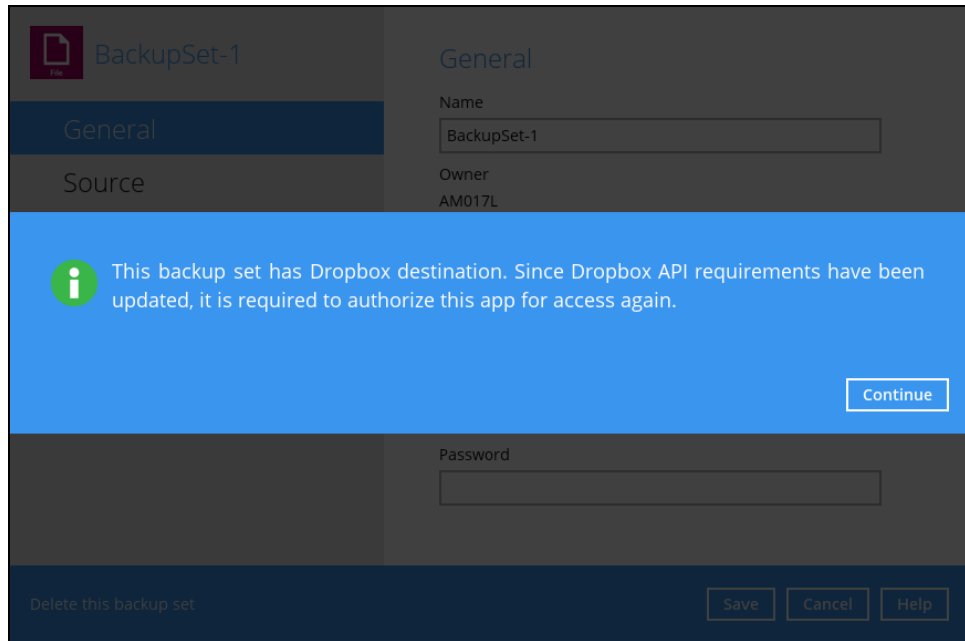 File
BackupSet-1
General
Source
General
Name
BackupSet-1
Owner
AM017L
This backup set has Dropbox destination. Since Dropbox API requirements have been
updated, it is required to authorize this app for access again.
Continue
Password
Delete this backup set
Save
Cancel
Help